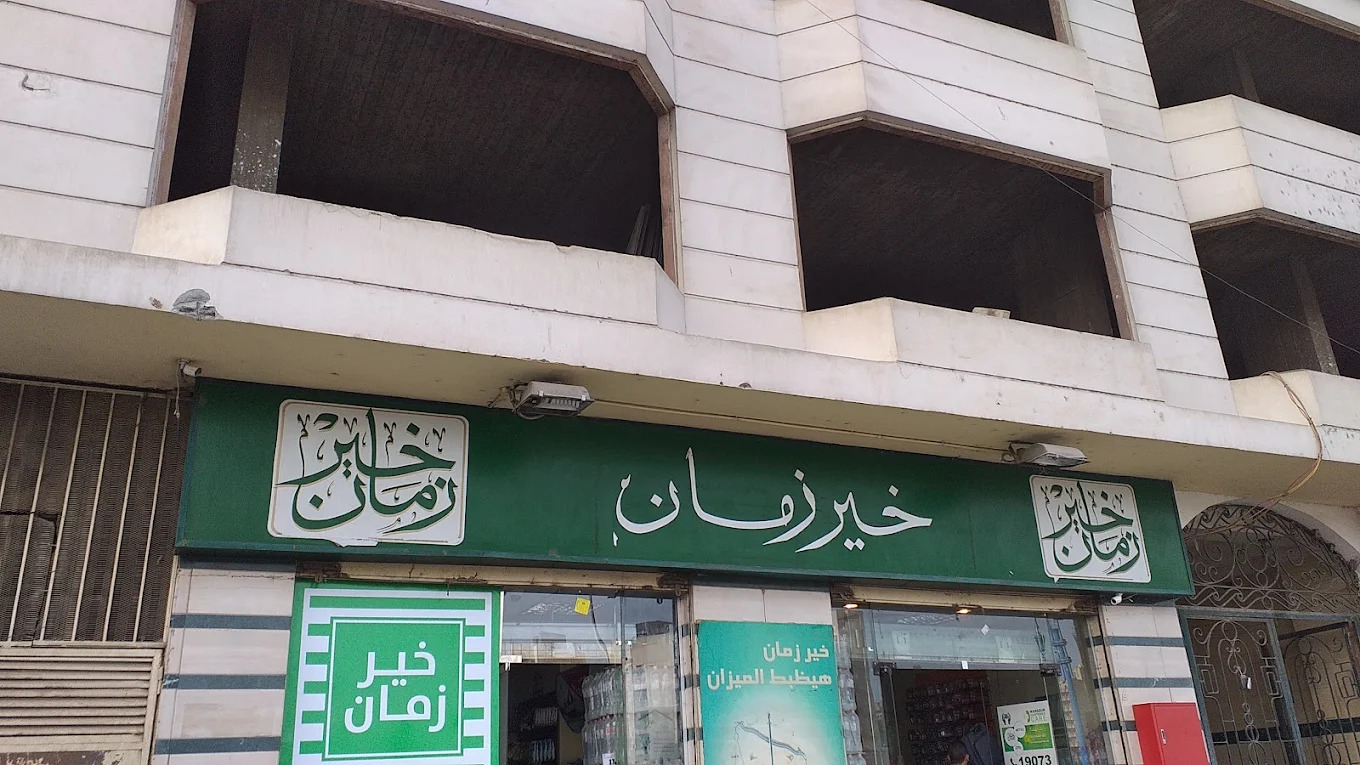 خير
زمان
خير زمان
خير
زمان
خير
زمان
خير زمان
هيظبط الميزان
19073